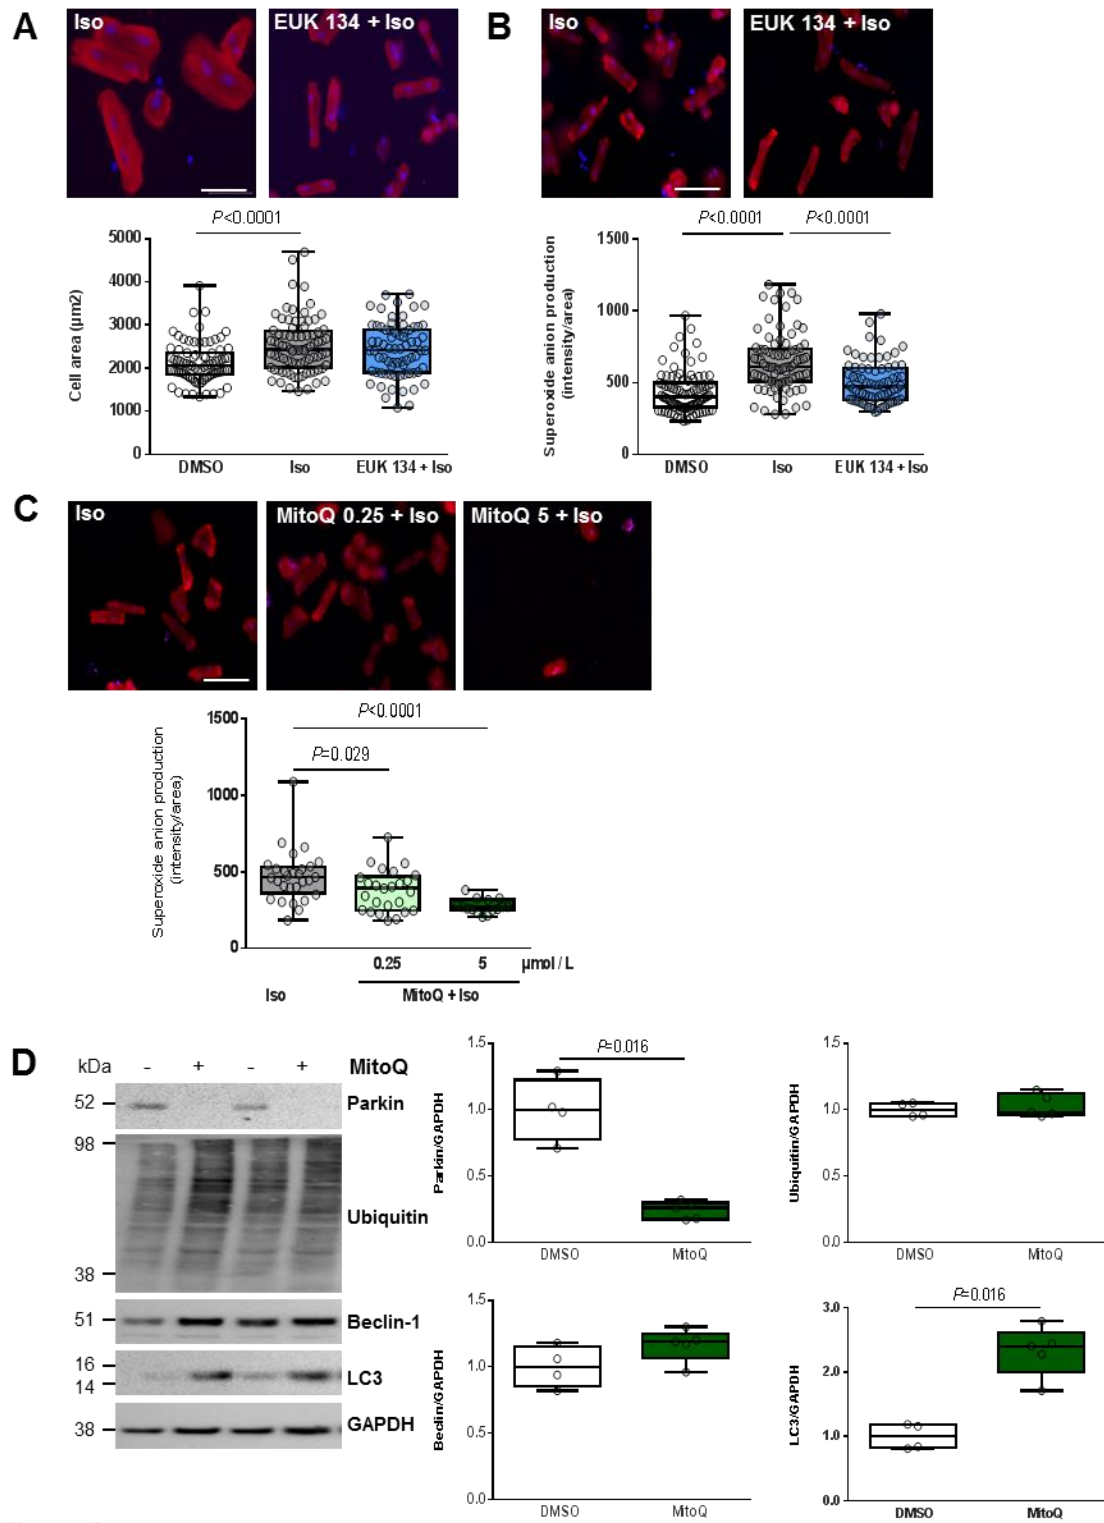 A
Iso
EUK 134 + Iso
P<0.0001
Cell area (µm2)
5000
4000
3000
2000
1000
0
DMSO
Iso
EUK 134 + Iso
B
Iso
EUK 134 + Iso
P<0.0001
P<0.0001
Superoxide anion production
(intensity/area)
1500
1000
500
0
DMSO
Iso
EUK 134 + Iso
C
Iso
MitoQ 0.25 + Iso
MitoQ 5 + Iso
P<0.0001
P=0.029
Superoxide anion production
(intensity/area)
1500
1000
500
0
0.25
5
µmol / L
Iso
MitoQ + Iso
D
kDa
- + - + MitoQ
52
Parkin
98
Ubiquitin
38
51
Beclin-1
16
LC3
14
38
GAPDH
P=0.016
Parkin/GAPDH
1.5
1.0
0.5
0.0
DMSO
MitoQ
Ubiquitin/GAPDH
1.5
1.0
0.5
0.0
DMSO
MitoQ
Beclin/GAPDH
1.5
1.0
0.5
0.0
DMSO
MitoQ
P=0.016
LC3/GAPDH
3.0
2.0
1.0
0.0
DMSO
MitoQ